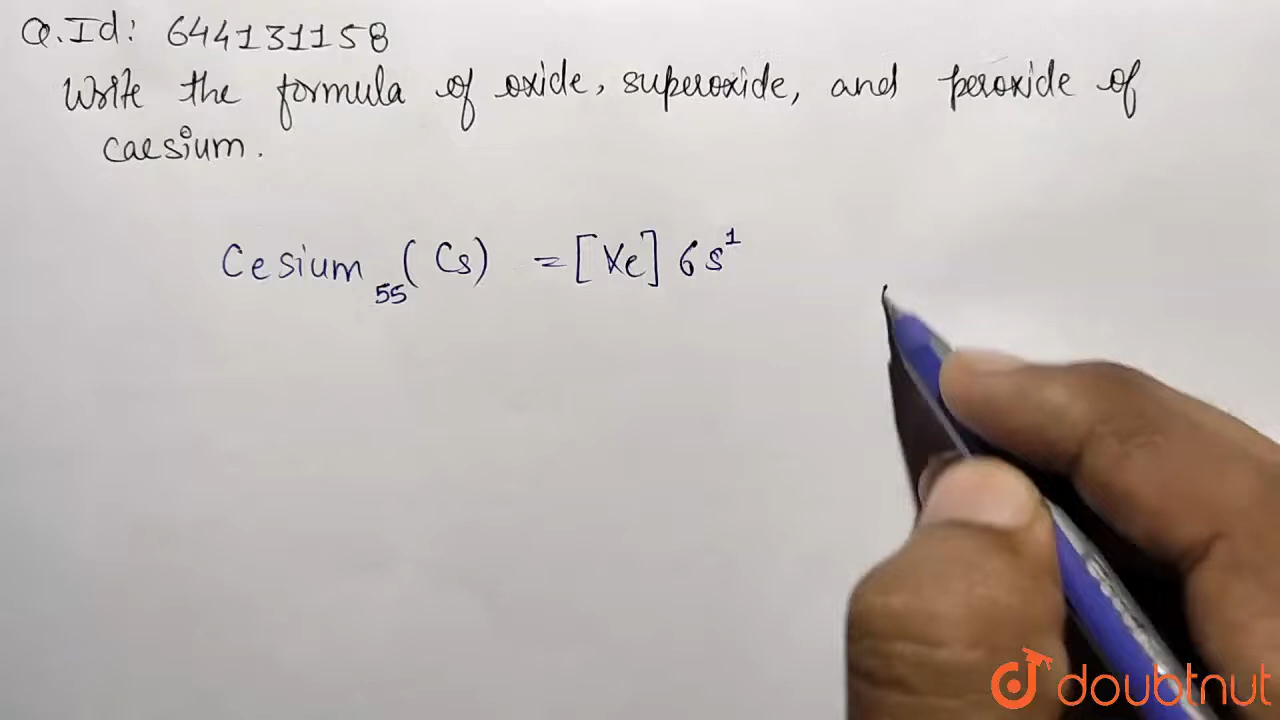 Q.Id: 644131158
Write the formula of oxide, superoxide, and peroxide of
caesium.
Cesium 55(Cs) = [Xe] 6s¹
doubtnut